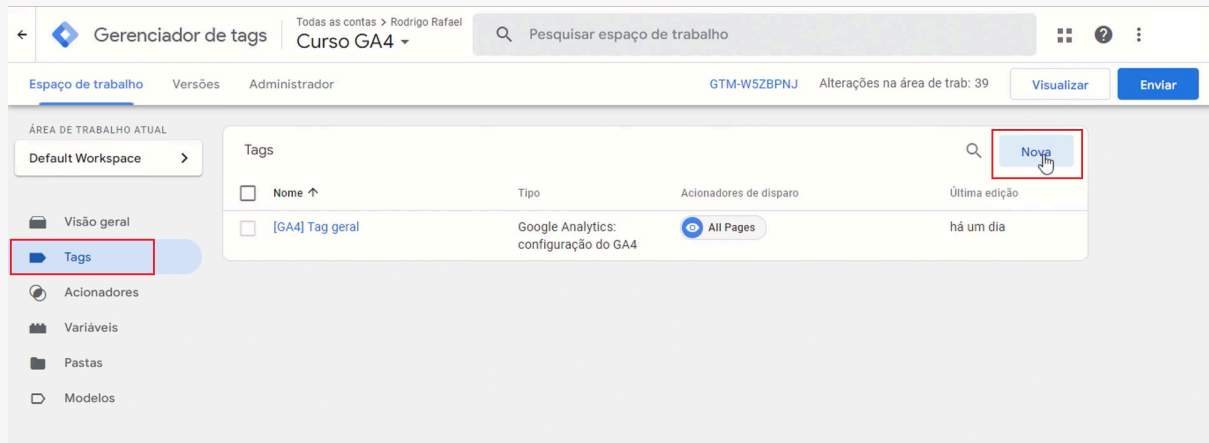 Todas as contas > Rodrigo Rafael
Gerenciador de tags
Curso GA4
Pesquisar espaço de trabalho
Espaço de trabalho
Versões
Administrador
GTM-W5ZBPNJ
Alterações na área de trab: 39
Visualizar
Enviar
ÁREA DE TRABALHO ATUAL
Default Workspace
Visão geral
Tags
Acionadores
Variáveis
Pastas
Modelos
Tags
Nova
Nome
Tipo
Acionadores de disparo
Última edição
[GA4] Tag geral
Google Analytics:
configuração do GA4
All Pages
há um dia